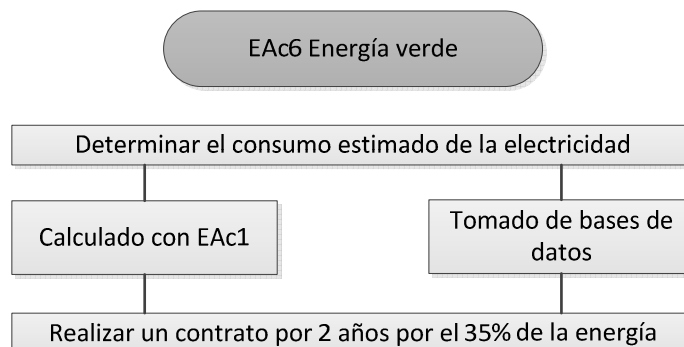 EAc6 Energía verde
Determinar el consumo estimado de la electricidad
Calculado con EAc1
Tomado de bases de
datos
Realizar un contrato por 2 años por el 35% de la energía